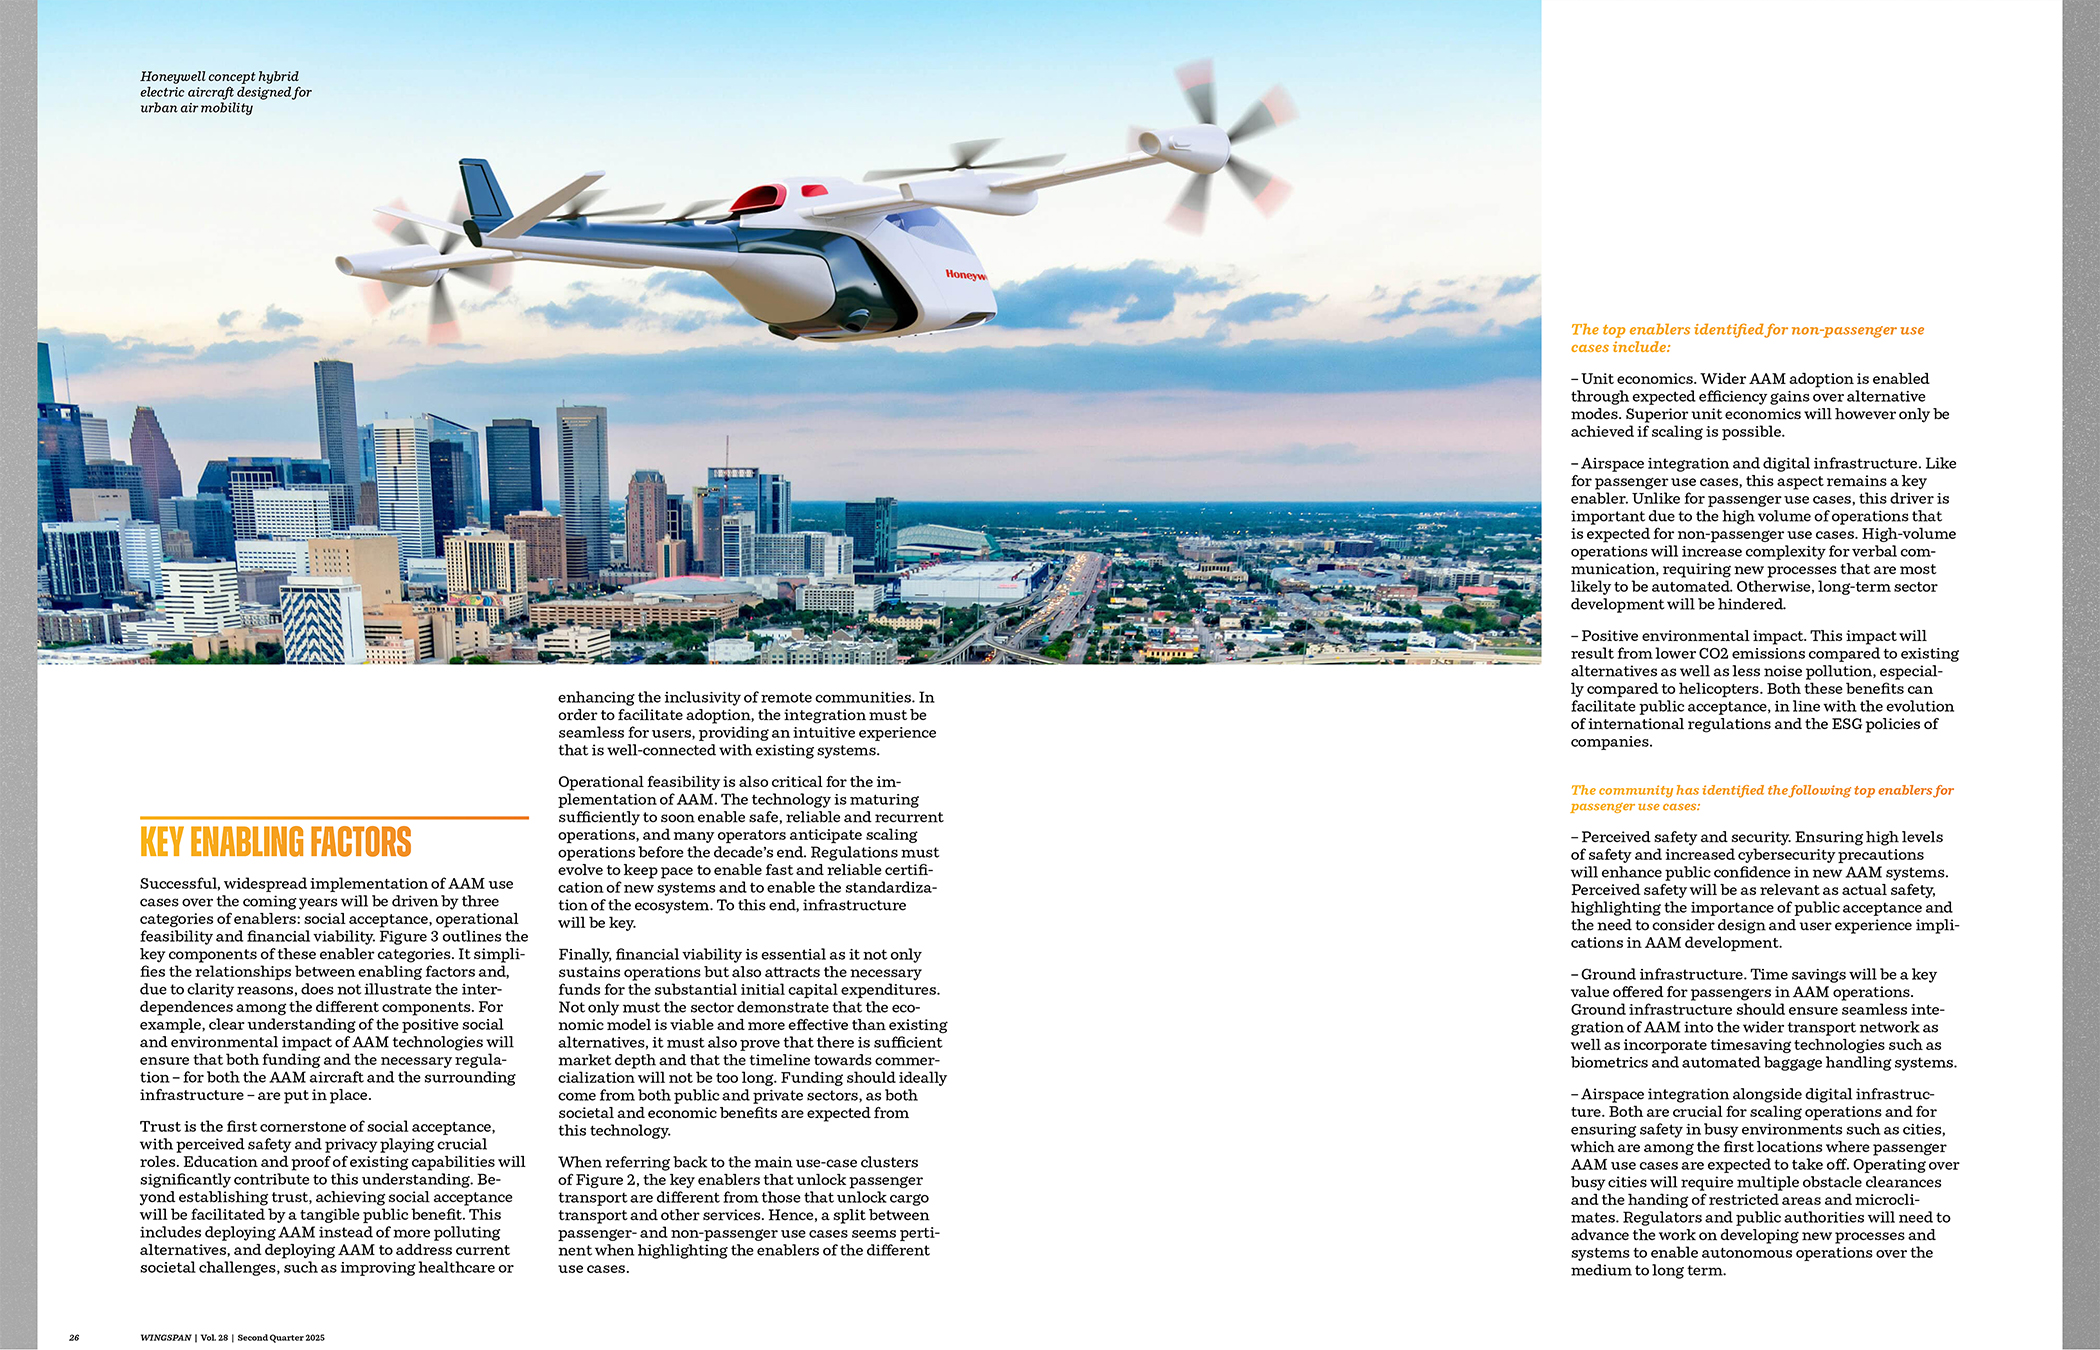 Honeywell concept hybrid
electric aircraft designed for
urban air mobility
Honeyw
KEY ENABLING FACTORS
Successful, widespread implementation of AAM use
cases over the coming years will be driven by three
categories of enablers: social acceptance, operational
feasibility and financial viability. Figure 3 outlines the
key components of these enabler categories. It simpli-
fies the relationships between enabling factors and,
due to clarity reasons, does not illustrate the inter-
dependences among the different components. For
example, clear understanding of the positive social
and environmental impact of AAM technologies will
ensure that both funding and the necessary regula-
tion – for both the AAM aircraft and the surrounding
infrastructure – are put in place.
Trust is the first cornerstone of social acceptance,
with perceived safety and privacy playing crucial
roles. Education and proof of existing capabilities will
significantly contribute to this understanding. Be-
yond establishing trust, achieving social acceptance
will be facilitated by a tangible public benefit. This
includes deploying AAM instead of more polluting
alternatives, and deploying AAM to address current
societal challenges, such as improving healthcare or
enhancing the inclusivity of remote communities. In
order to facilitate adoption, the integration must be
seamless for users, providing an intuitive experience
that is well-connected with existing systems.
Operational feasibility is also critical for the im-
plementation of AAM. The technology is maturing
sufficiently to soon enable safe, reliable and recurrent
operations, and many operators anticipate scaling
operations before the decade's end. Regulations must
evolve to keep pace to enable fast and reliable certifi-
cation of new systems and to enable the standardiza-
tion of the ecosystem. To this end, infrastructure
will be key.
Finally, financial viability is essential as it not only
sustains operations but also attracts the necessary
funds for the substantial initial capital expenditures.
Not only must the sector demonstrate that the eco-
nomic model is viable and more effective than existing
alternatives, it must also prove that there is sufficient
market depth and that the timeline towards commer-
cialization will not be too long. Funding should ideally
come from both public and private sectors, as both
societal and economic benefits are expected from
this technology.
When referring back to the main use-case clusters
of Figure 2, the key enablers that unlock passenger
transport are different from those that unlock cargo
transport and other services. Hence, a split between
passenger- and non-passenger use cases seems perti-
nent when highlighting the enablers of the different
use cases.
The top enablers identified for non-passenger use
cases include:
– Unit economics. Wider AAM adoption is enabled
through expected efficiency gains over alternative
modes. Superior unit economics will however only be
achieved if scaling is possible.
– Airspace integration and digital infrastructure. Like
for passenger use cases, this aspect remains a key
enabler. Unlike for passenger use cases, this driver is
important due to the high volume of operations that
is expected for non-passenger use cases. High-volume
operations will increase complexity for verbal com-
munication, requiring new processes that are most
likely to be automated. Otherwise, long-term sector
development will be hindered.
– Positive environmental impact. This impact will
result from lower CO2 emissions compared to existing
alternatives as well as less noise pollution, especial-
ly compared to helicopters. Both these benefits can
facilitate public acceptance, in line with the evolution
of international regulations and the ESG policies of
companies.
The community has identified the following top enablers for
passenger use cases:
– Perceived safety and security. Ensuring high levels
of safety and increased cybersecurity precautions
will enhance public confidence in new AAM systems.
Perceived safety will be as relevant as actual safety,
highlighting the importance of public acceptance and
the need to consider design and user experience impli-
cations in AAM development.
– Ground infrastructure. Time savings will be a key
value offered for passengers in AAM operations.
Ground infrastructure should ensure seamless inte-
gration of AAM into the wider transport network as
well as incorporate timesaving technologies such as
biometrics and automated baggage handling systems.
– Airspace integration alongside digital infrastruc-
ture. Both are crucial for scaling operations and for
ensuring safety in busy environments such as cities,
which are among the first locations where passenger
AAM use cases are expected to take off. Operating over
busy cities will require multiple obstacle clearances
and the handing of restricted areas and microcli-
mates. Regulators and public authorities will need to
advance the work on developing new processes and
systems to enable autonomous operations over the
medium to long term.
26
WINGSPAN | Vol. 28 | Second Quarter 2025